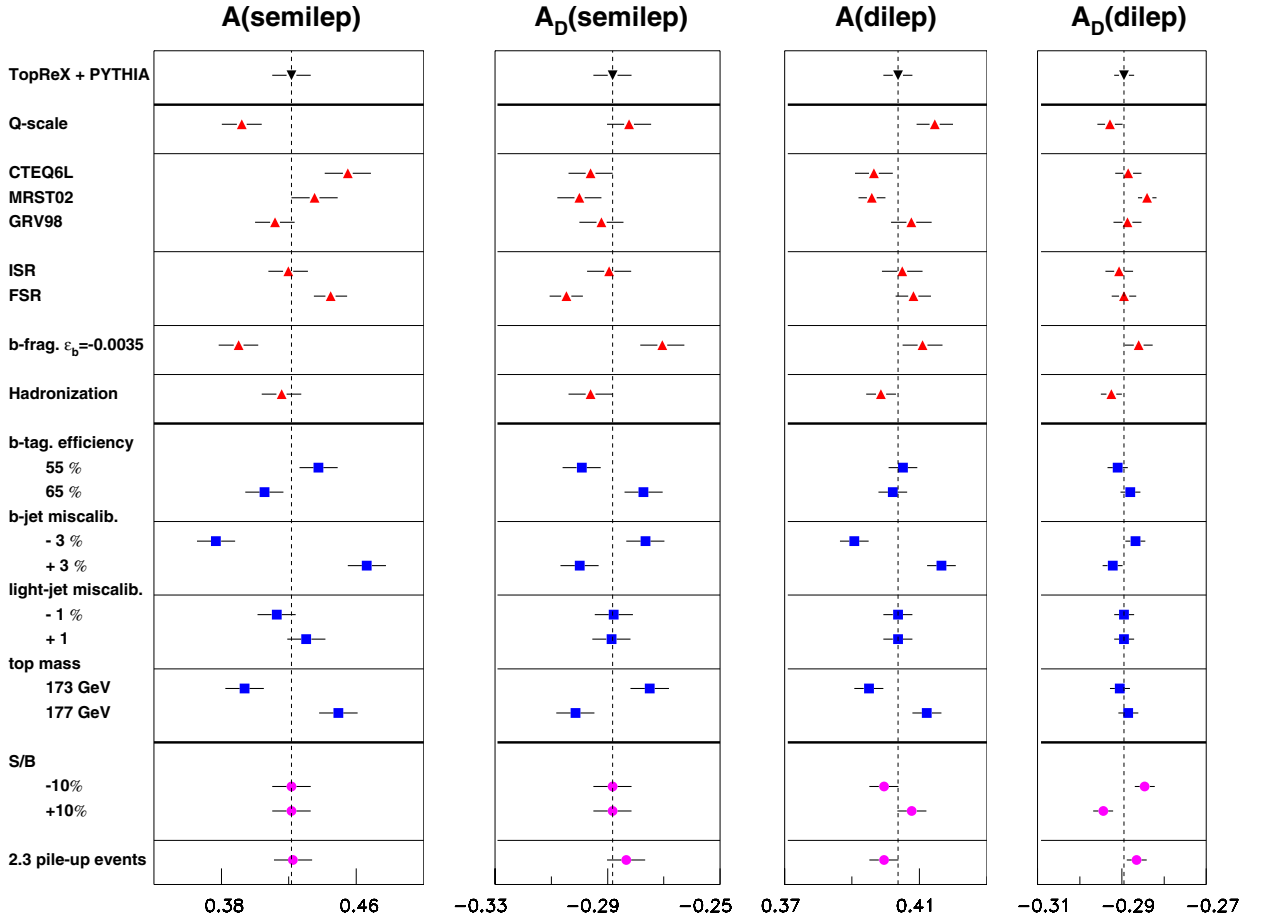 A(semilep) A_D(semilep) A(dilep) A_D(dilep)
TopReX + PYTHIA
Q-scale
CTEQ6L
MRST02
GRV98
ISR
FSR
b-frag. ε_b=-0.0035
Hadronization
b-tag. efficiency
55 %
65 %
b-jet miscalib.
- 3 %
+ 3 %
light-jet miscalib.
- 1 %
+ 1
top mass
173 GeV
177 GeV
S/B
-10%
+10%
2.3 pile-up events
0.38 0.46 −0.33 −0.29 −0.25 0.37 0.41 −0.31 −0.29 −0.27